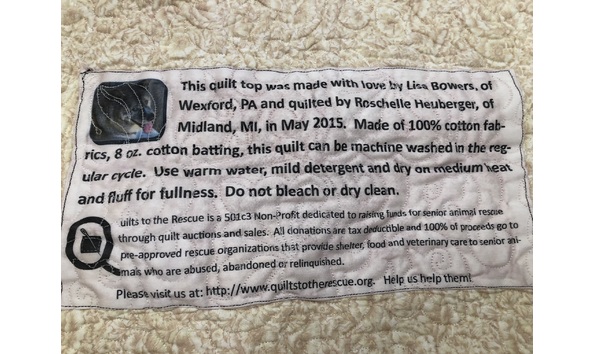 This quilt top was made with love by Lisa Bowers, of
Wexford, PA and quilted by Roschelle Heuberger, of
Midland, MI, in May 2015. Made of 100% cotton fab-
rics, 8 oz. cotton batting, this quilt can be machine washed in the reg-
ular cycle. Use warm water, mild detergent and dry on medium heat
and fluff for fullness. Do not bleach or dry clean.
Quilts to the Rescue is a 501c3 Non-Profit dedicated to raising funds for senior animal rescue
through quilt auctions and sales. All donations are tax deductible and 100% of proceeds go to
pre-approved rescue organizations that provide shelter, food and veterinary care to senior ani-
mals who are abused, abandoned or relinquished.
Please visit us at: http://www.quiltstotherescue.org. Help us help them!